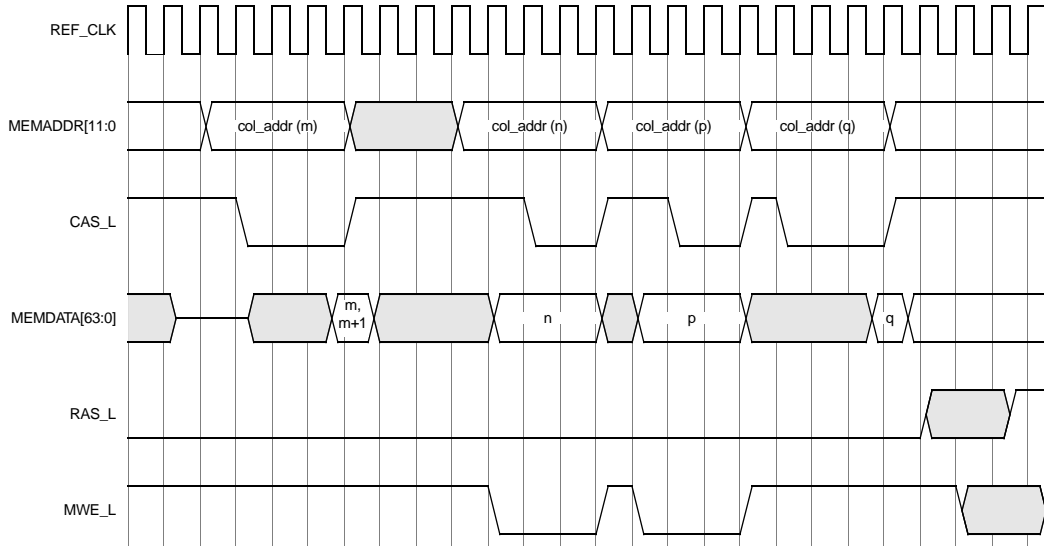 REF_CLK
MEMADDR[11:0
col_addr (m)
col_addr (n)
col_addr (p)
col_addr (q)
CAS_L
MEMDATA[63:0]
m,
m+1
n
p
q
RAS_L
MWE_L